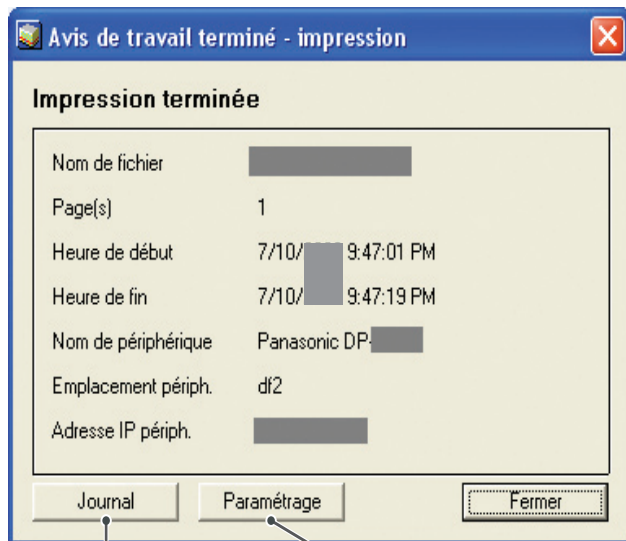 Avis de travail terminé - impression
Impression terminée
Nom de fichier
Page(s) 1
Heure de début 7/10/ 9:47:01 PM
Heure de fin 7/10/ 9:47:19 PM
Nom de périphérique Panasonic DP-
Emplacement périph. df2
Adresse IP périph.
Journal Paramétrage Fermer